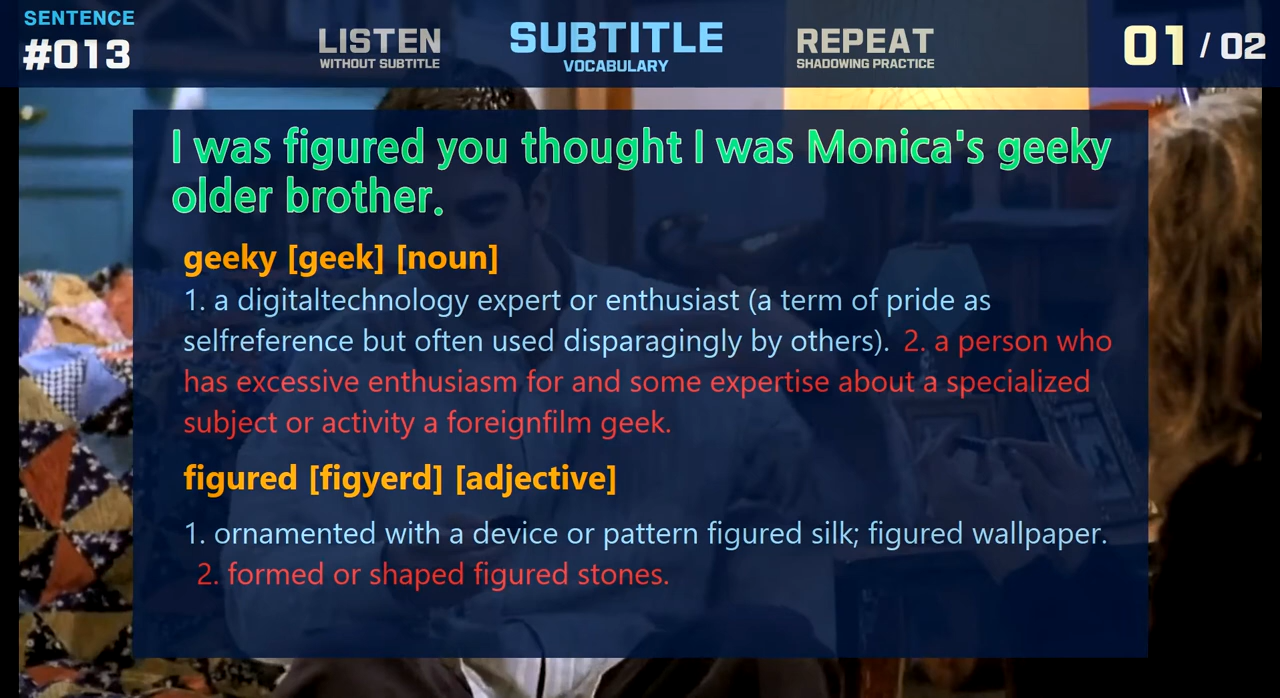 SENTENCE
#013
LISTEN
WITHOUT SUBTITLE
SUBTITLE
VOCABULARY
REPEAT
SHADOWING PRACTICE
01 / 02
I was figured you thought I was Monica's geeky
older brother.
geeky [geek] [noun]
1. a digitaltechnology expert or enthusiast (a term of pride as
selfreference but often used disparagingly by others). 2. a person who
has excessive enthusiasm for and some expertise about a specialized
subject or activity a foreignfilm geek.
figured [figyerd] [adjective]
1. ornamented with a device or pattern figured silk; figured wallpaper.
2. formed or shaped figured stones.